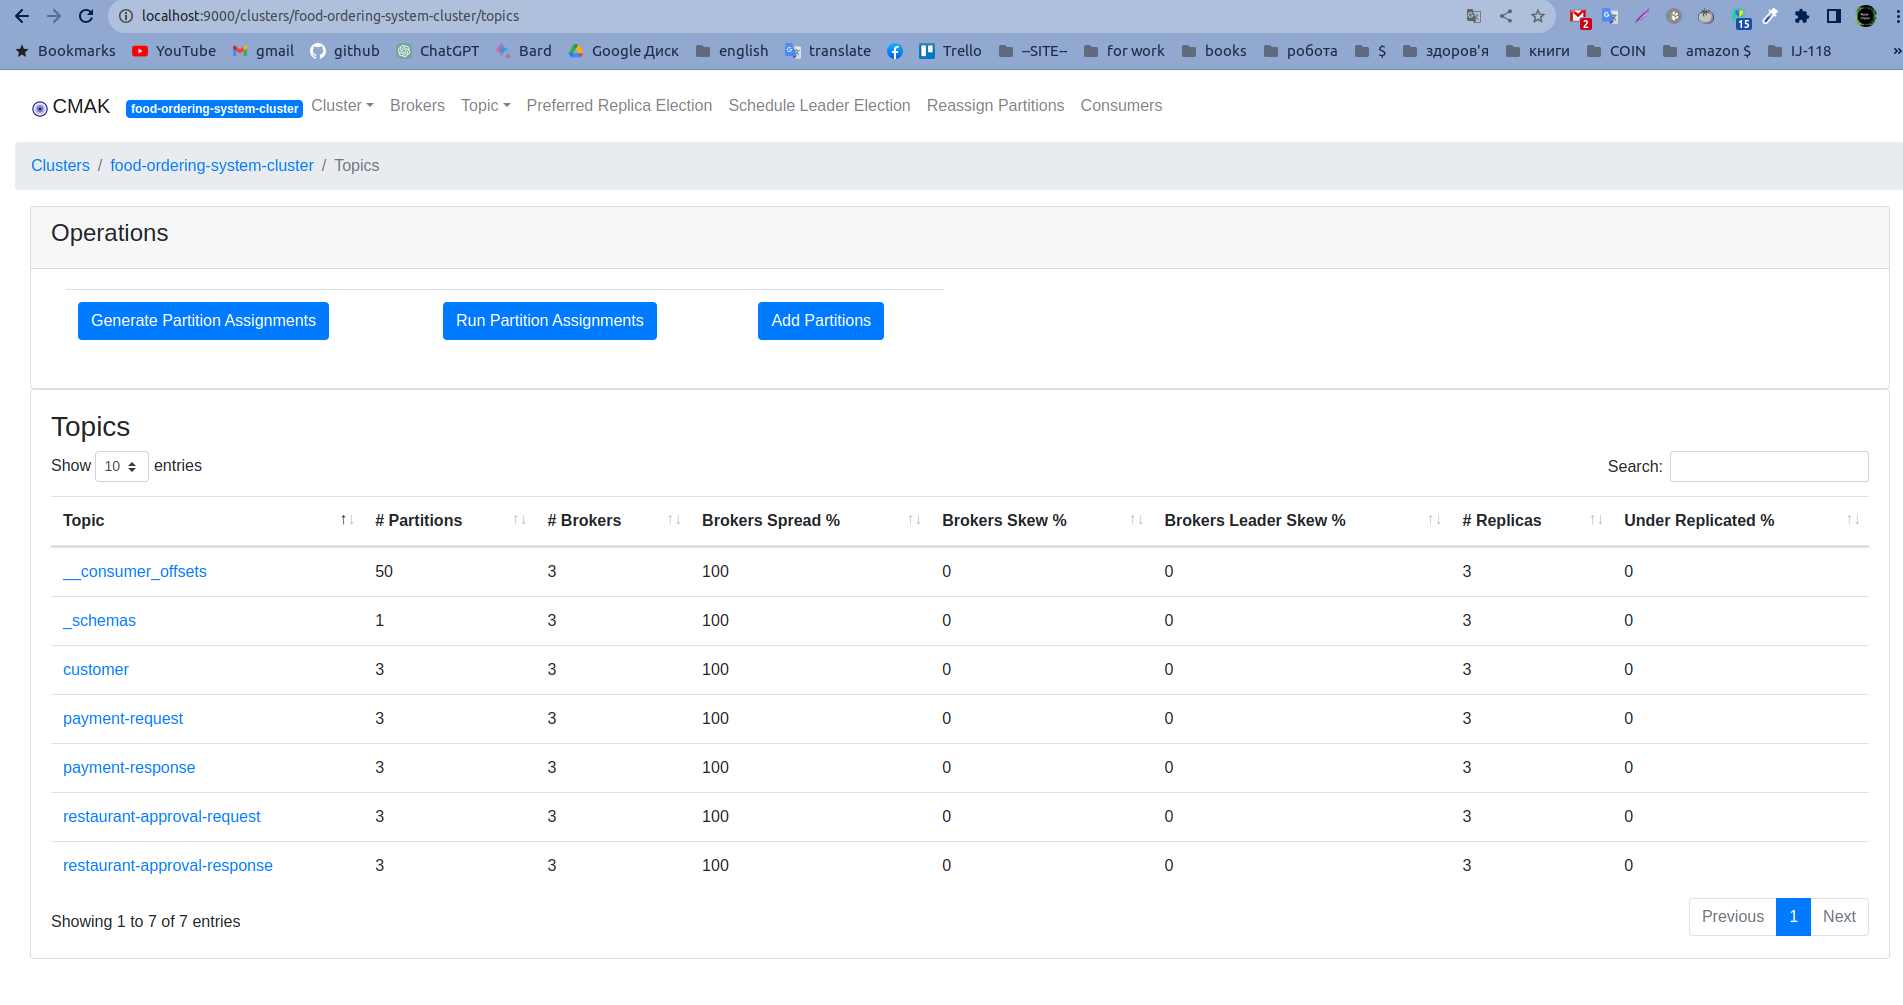 localhost:9000/clusters/food-ordering-system-cluster/topics
2
15
Bookmarks YouTube gmail github ChatGPT Bard Google Диск english translate Trello --SITE-- for work books робота $ здоров'я книги COIN amazon $ IJ-118 »
CMAK food-ordering-system-cluster Cluster Brokers Topic Preferred Replica Election Schedule Leader Election Reassign Partitions Consumers
Clusters / food-ordering-system-cluster / Topics
Operations
Generate Partition Assignments Run Partition Assignments Add Partitions
Topics
Show 10 entries Search:
Topic # Partitions # Brokers Brokers Spread % Brokers Skew % Brokers Leader Skew % # Replicas Under Replicated %
__consumer_offsets 50 3 100 0 0 3 0
_schemas 1 3 100 0 0 3 0
customer 3 3 100 0 0 3 0
payment-request 3 3 100 0 0 3 0
payment-response 3 3 100 0 0 3 0
restaurant-approval-request 3 3 100 0 0 3 0
restaurant-approval-response 3 3 100 0 0 3 0
Showing 1 to 7 of 7 entries Previous 1 Next